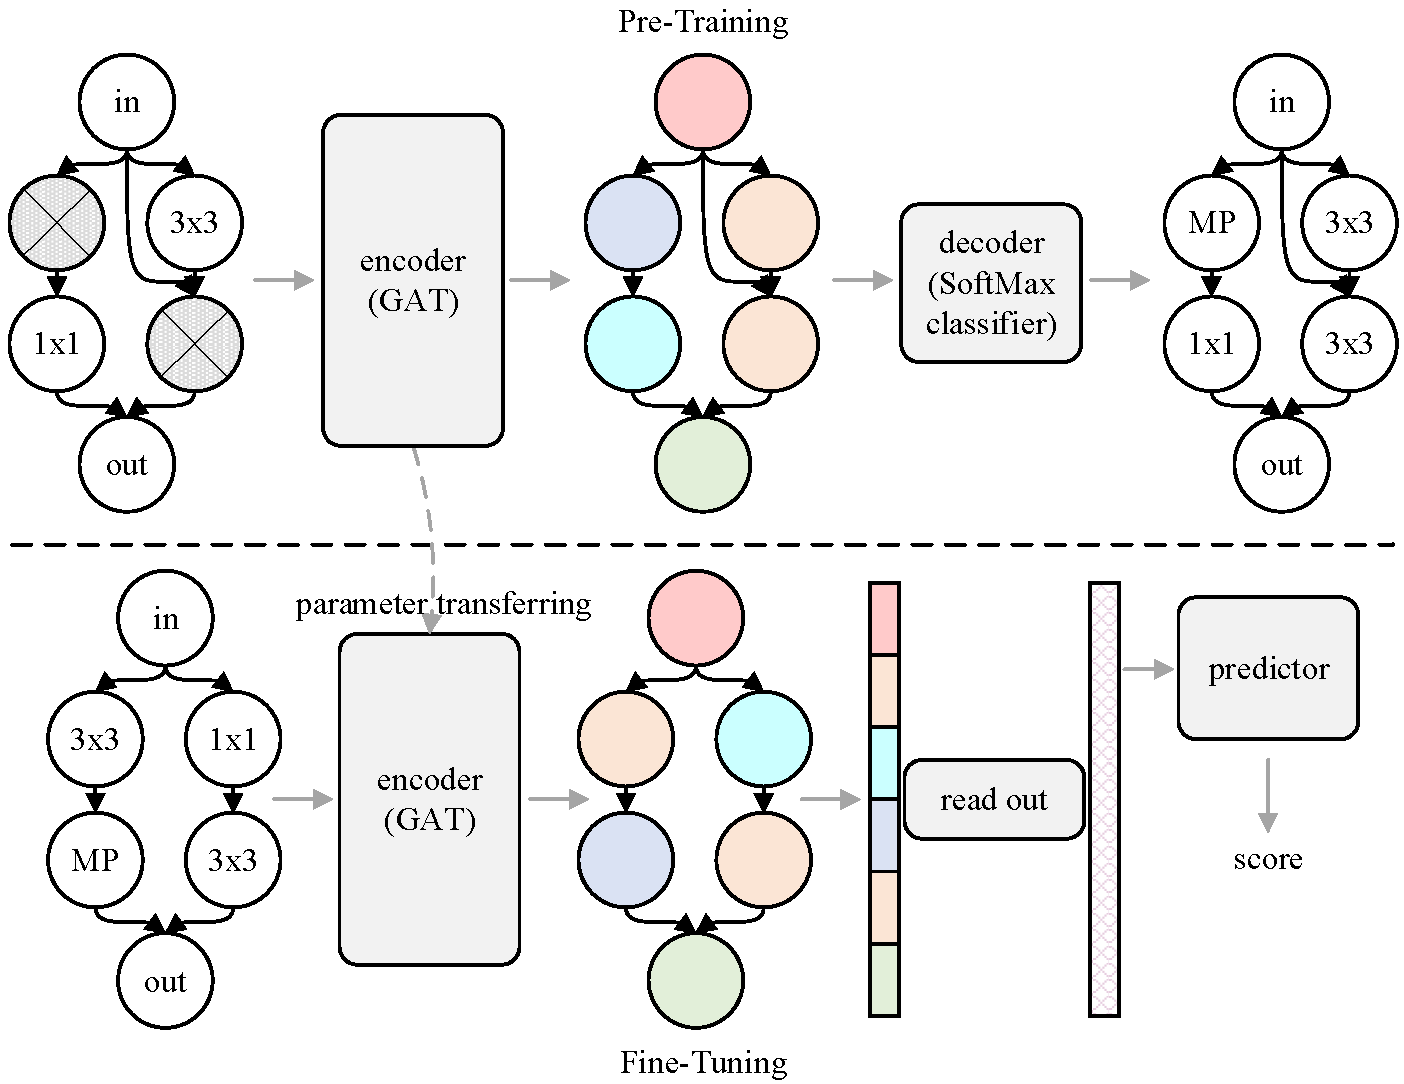 Pre-Training
in
3x3
1x1
out
encoder
(GAT)
decoder
(SoftMax
classifier)
in
MP
3x3
1x1
3x3
out
parameter transferring
in
3x3
1x1
MP
3x3
out
encoder
(GAT)
read out
predictor
score
Fine-Tuning